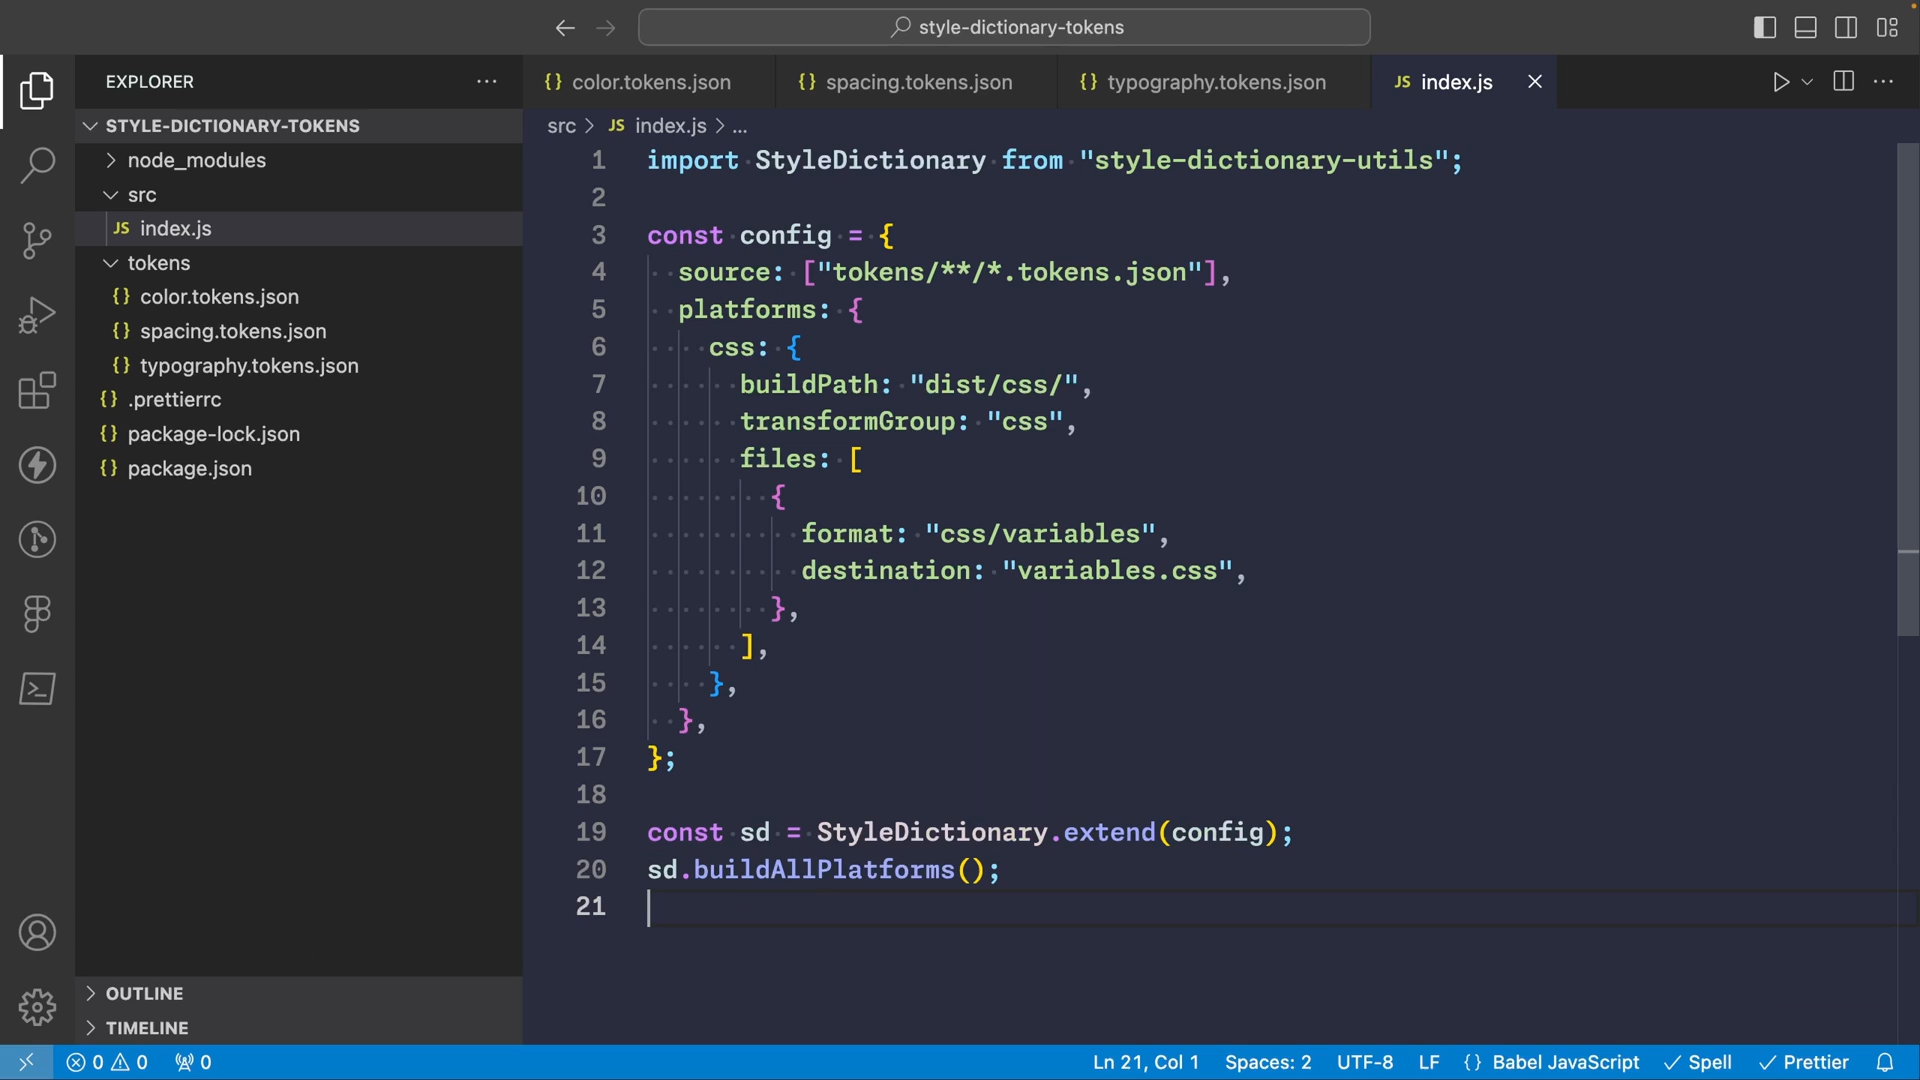 style-dictionary-tokens
EXPLORER
STYLE-DICTIONARY-TOKENS
node_modules
src
JS index.js
tokens
{} color.tokens.json
{} spacing.tokens.json
{} typography.tokens.json
{} .prettierrc
{} package-lock.json
{} package.json
OUTLINE
TIMELINE
{} color.tokens.json
{} spacing.tokens.json
{} typography.tokens.json
JS index.js
src > JS index.js > ...
1 import StyleDictionary from "style-dictionary-utils";
2
3 const config = {
4   source: ["tokens/**/*.tokens.json"],
5   platforms: {
6     css: {
7       buildPath: "dist/css/",
8       transformGroup: "css",
9       files: [
10         {
11           format: "css/variables",
12           destination: "variables.css",
13         },
14       ],
15     },
16   },
17 };
18
19 const sd = StyleDictionary.extend(config);
20 sd.buildAllPlatforms();
21
0 0 0
Ln 21, Col 1 Spaces: 2 UTF-8 LF {} Babel JavaScript Spell Prettier